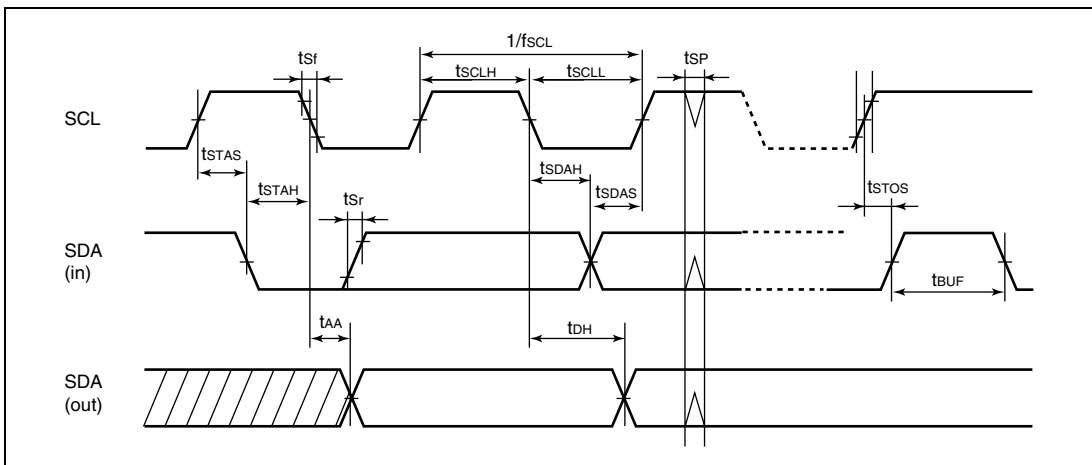 1/fSCL
tSf
tSP
tSCLH
tSCLL
SCL
tSTAS
tSDAH
tSTAH
tSDAS
tSTOS
tSr
SDA
(in)
tBUF
tAA
tDH
SDA
(out)